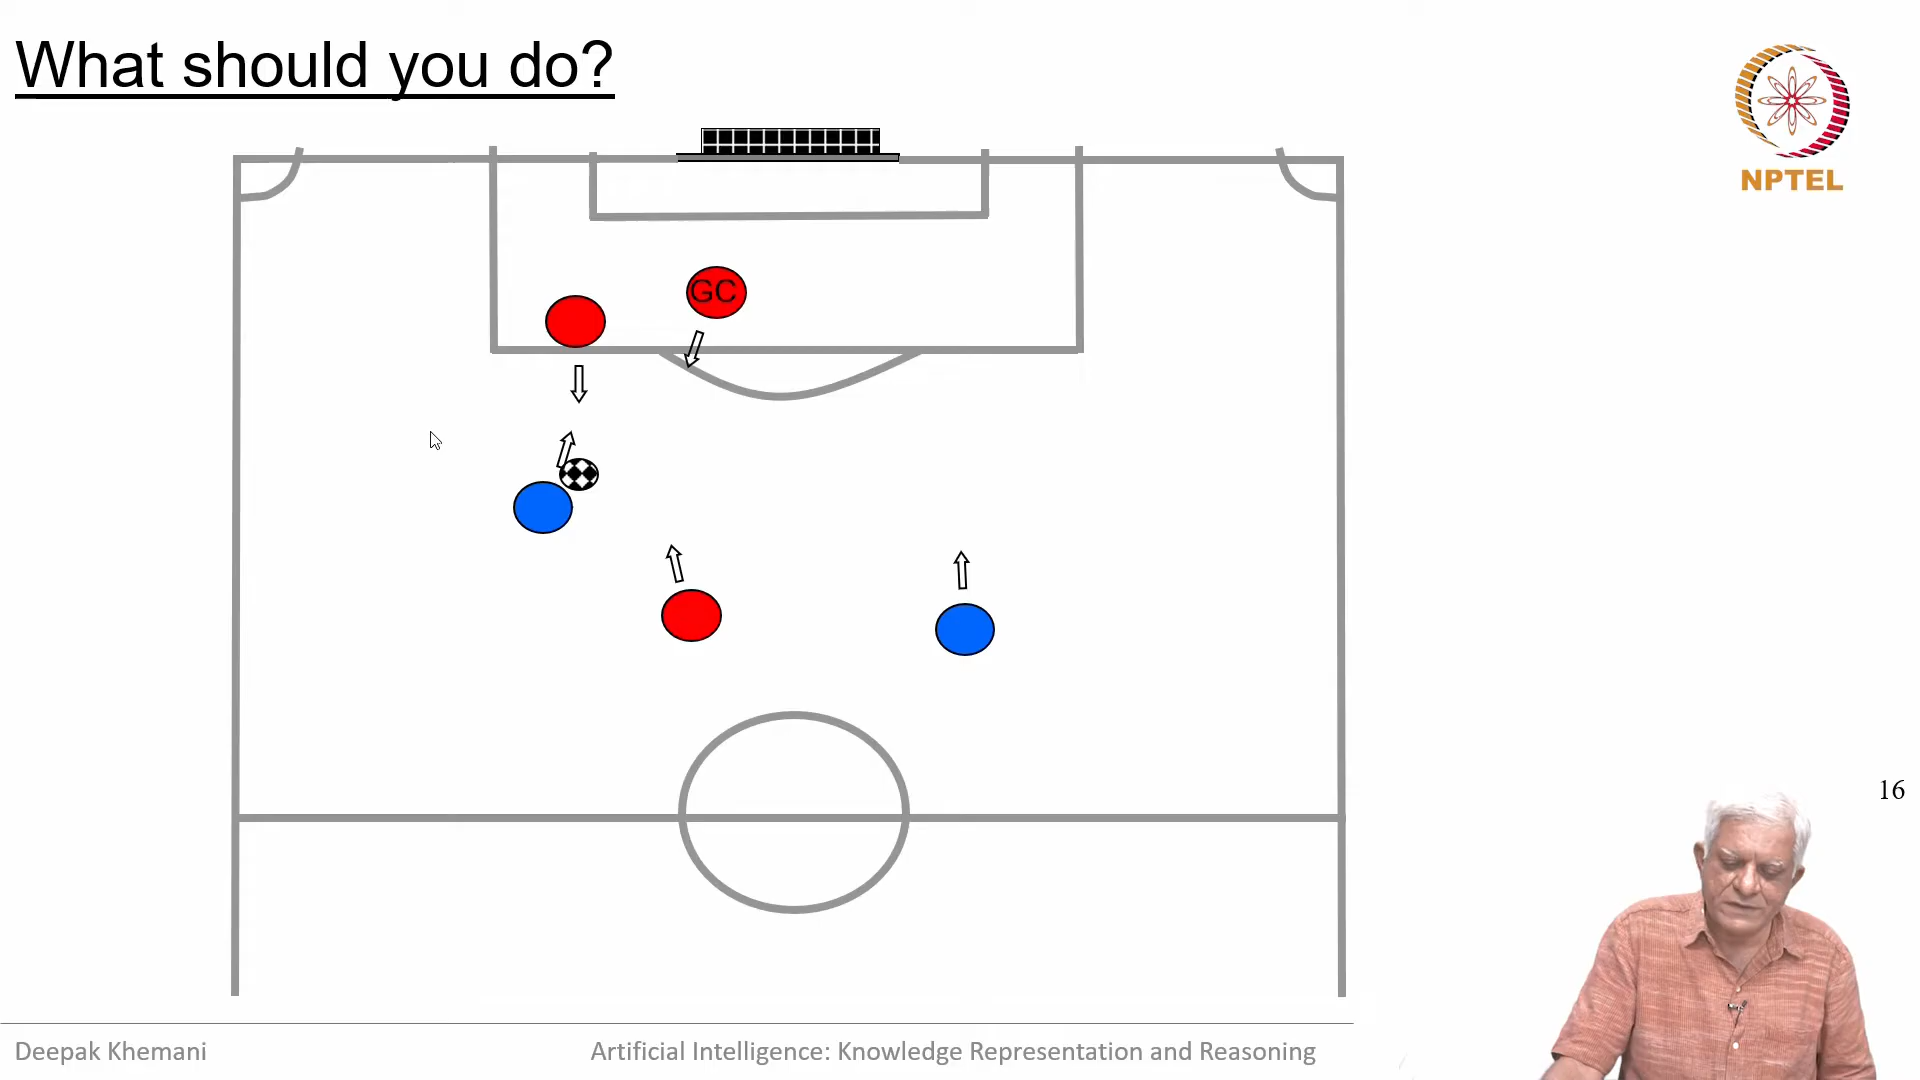 What should you do?
NPTEL
GC
16
Deepak Khemani
Artificial Intelligence: Knowledge Representation and Reasoning